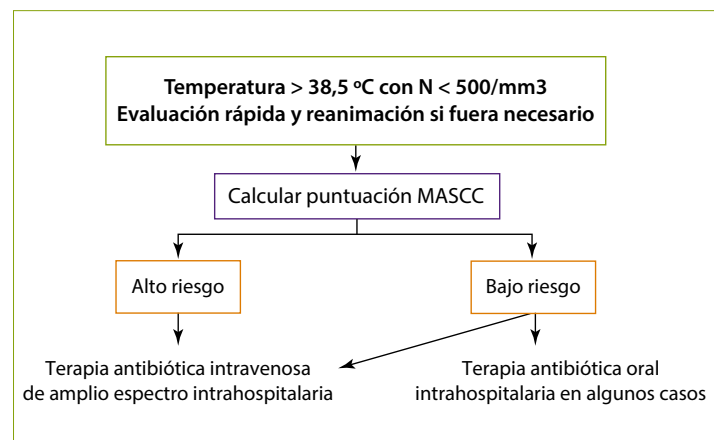 Temperatura > 38,5 ºC con N < 500/mm3
Evaluación rápida y reanimación si fuera necesario
Calcular puntuación MASCC
Alto riesgo
Bajo riesgo
Terapia antibiótica intravenosa
de amplio espectro intrahospitalaria
Terapia antibiótica oral
intrahospitalaria en algunos casos